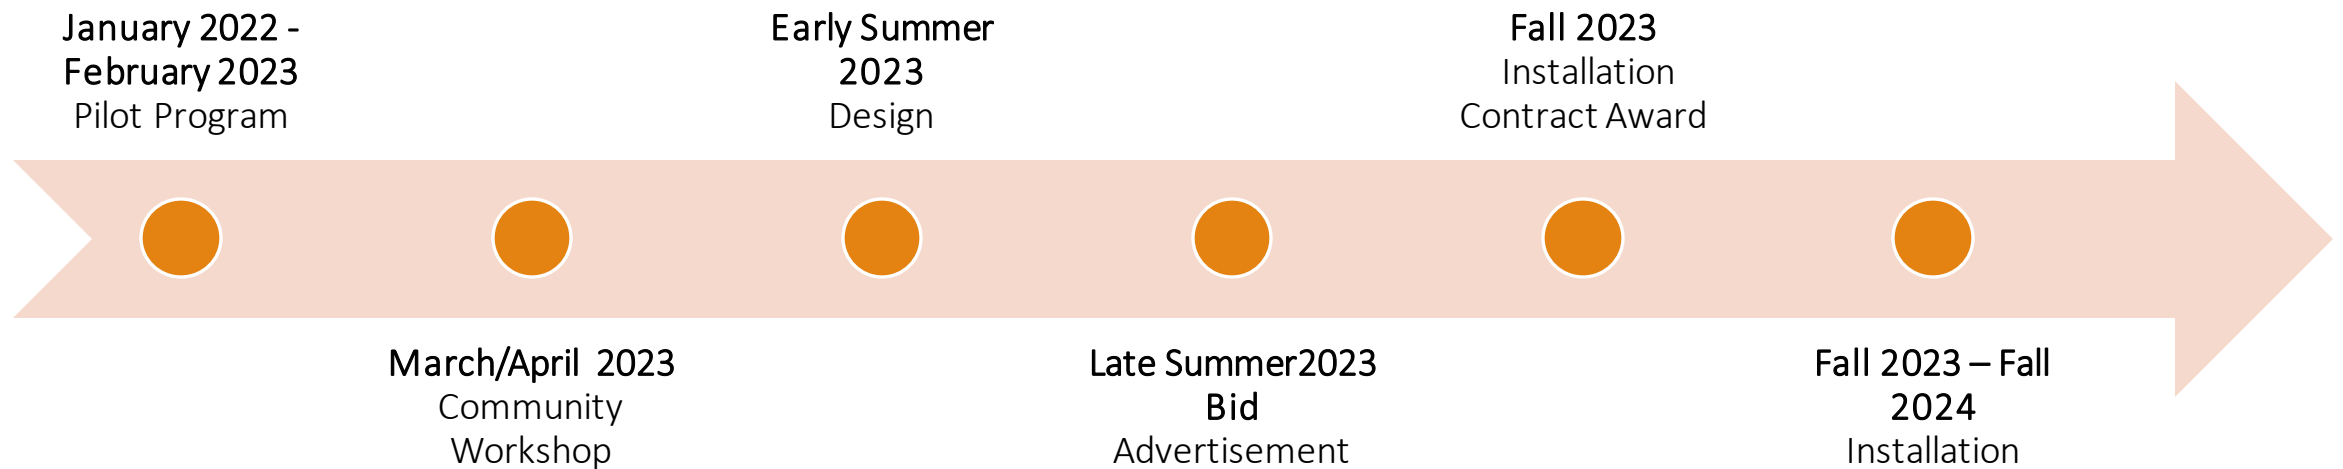 January 2022 -
February 2023
Pilot Program
March/April 2023
Community
Workshop
Early Summer
2023
Design
Late Summer2023
Bid
Advertisement
Fall 2023
Installation
Contract Award
Fall 2023 – Fall
2024
Installation